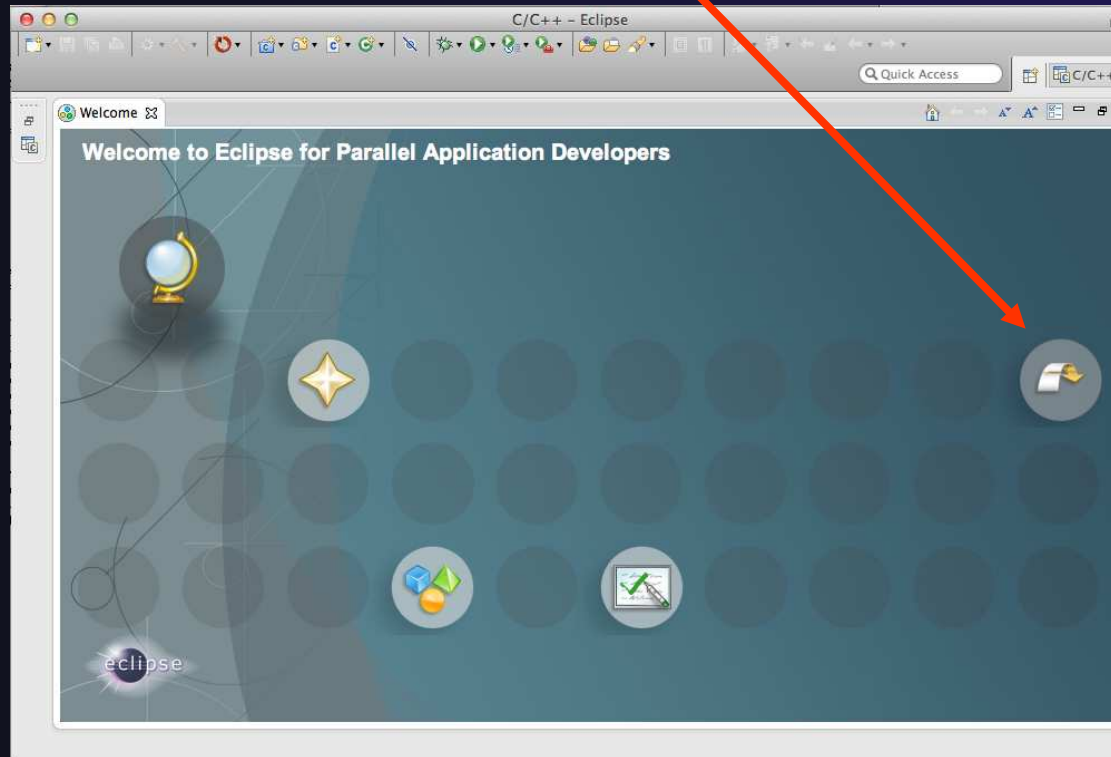 C/C++ – Eclipse
Quick Access
C/C++
Welcome
Welcome to Eclipse for Parallel Application Developers
eclipse